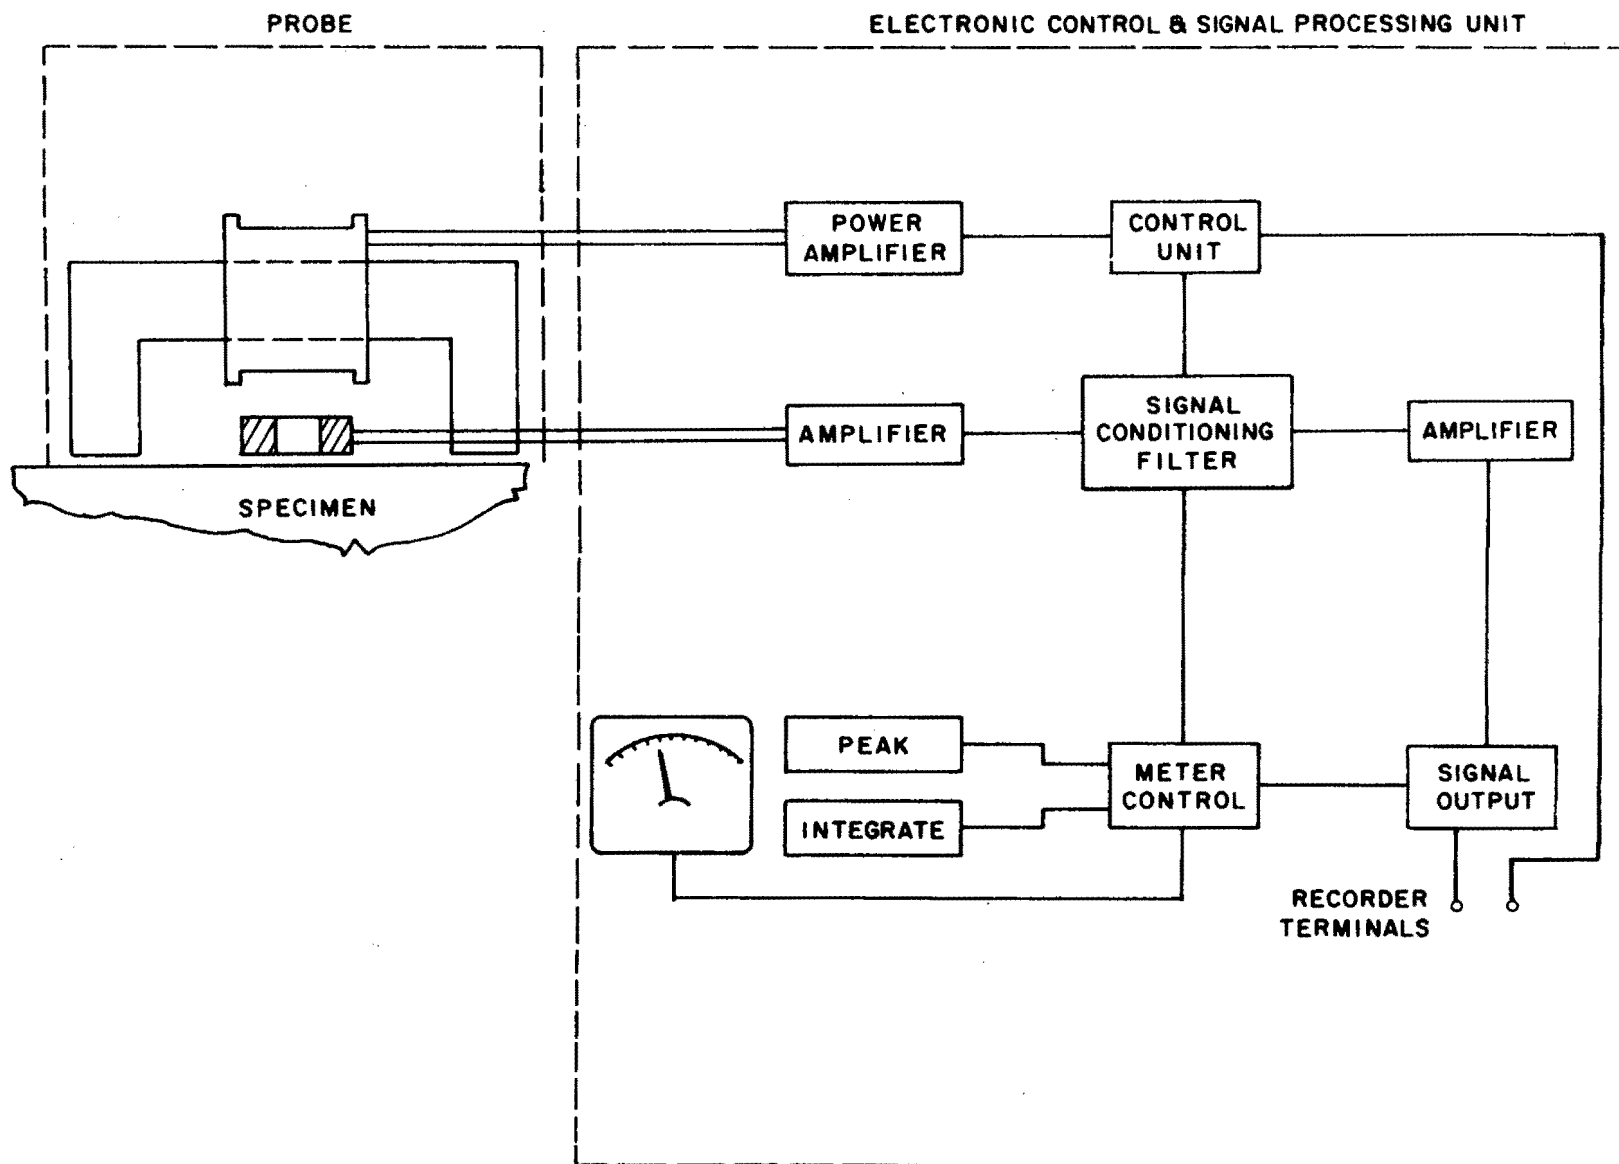 PROBE
ELECTRONIC CONTROL & SIGNAL PROCESSING UNIT
POWER
AMPLIFIER
CONTROL
UNIT
AMPLIFIER
SIGNAL
CONDITIONING
FILTER
AMPLIFIER
SPECIMEN
PEAK
INTEGRATE
METER
CONTROL
SIGNAL
OUTPUT
RECORDER
TERMINALS